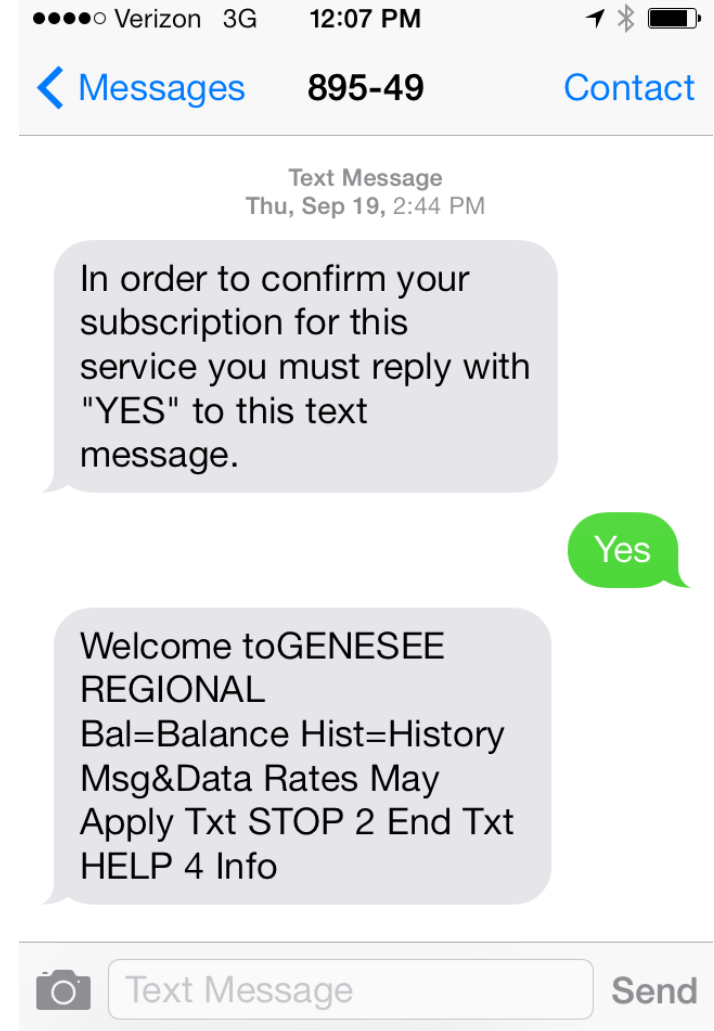 Verizon 3G 12:07 PM
Messages 895-49 Contact
Text Message
Thu, Sep 19, 2:44 PM
In order to confirm your
subscription for this
service you must reply with
"YES" to this text
message.
Yes
Welcome toGENESEE
REGIONAL
Bal=Balance Hist=History
Msg&Data Rates May
Apply Txt STOP 2 End Txt
HELP 4 Info
Text Message Send